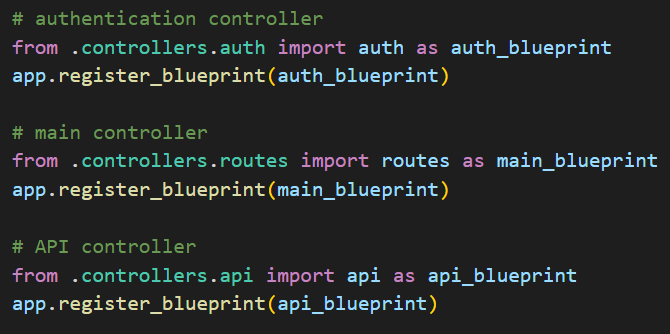 # authentication controller
from .controllers.auth import auth as auth_blueprint
app.register_blueprint(auth_blueprint)
# main controller
from .controllers.routes import routes as main_blueprint
app.register_blueprint(main_blueprint)
# API controller
from .controllers.api import api as api_blueprint
app.register_blueprint(api_blueprint)